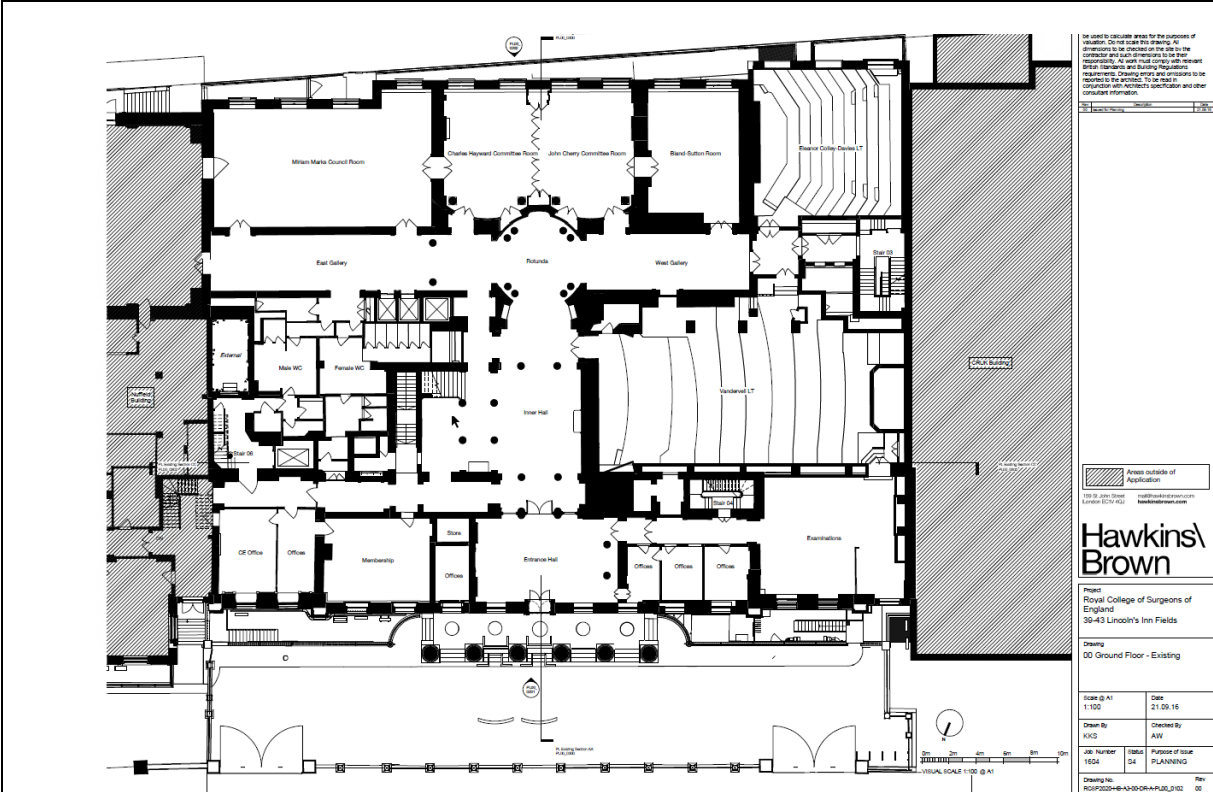 be used to calculate areas for the purposes of
valuation. Do not scale this drawing. All
dimensions to be checked on the site by the
contractor and such dimensions to be their
responsibility. All work must comply with relevant
British Standards and Building Regulations
requirements. Drawing errors and omissions to be
reported to the architect. To be read in
conjunction with Architect's specification and other
consultant information.
Rev Description Date
00 Issued for Planning 21.09.16
Miriam Marks Council Room
Charles Hayward Committee Room
John Cherry Committee Room
Bland-Sutton Room
Eleanor Colley-Davies LT
East Gallery
Rotunda
West Gallery
Stair 03
External
Male WC
Female WC
Nuffield
Building
CRUK Building
Vandervell LT
Inner Hall
Stair 06
Stair 04
CE Office
Offices
Membership
Store
Offices
Entrance Hall
Offices
Offices
Offices
Examinations
Areas outside of
Application
159 St. John Street
London EC1V 4QJ
mail@hawkinsbrown.com
hawkinsbrown.com
Hawkins\
Brown
Project
Royal College of Surgeons of
England
39-43 Lincoln's Inn Fields
Drawing
00 Ground Floor - Existing
Scale @ A1
1:100
Date
21.09.16
Drawn By
KKS
Checked By
AW
Job Number
1604
Status
S4
Purpose of Issue
PLANNING
Drawing No.
Rev
00
N
0m 2m 4m 6m 8m 10m
VISUAL SCALE 1:100 @ A1